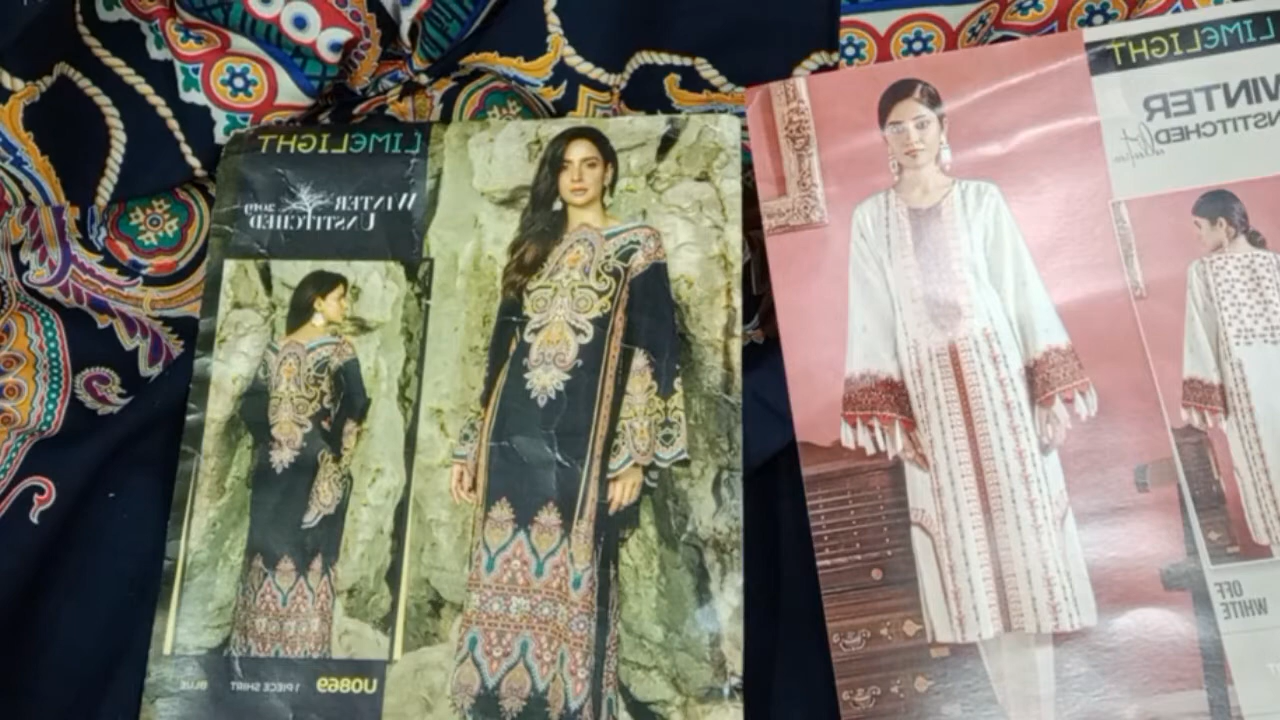 LIMELIGHT
WINTER 2019
UNSTITCHED
U0869
1 PIECE SHIRT
BLUE
LIMELIGHT
WINTER
UNSTITCHED
OFF
WHITE